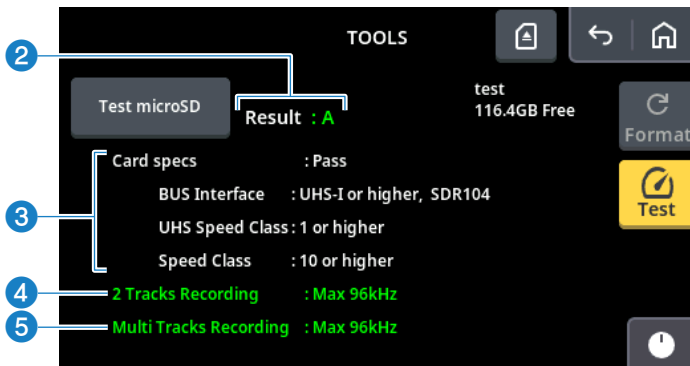 TOOLS
2
Test microSD
Result : A
test
116.4GB Free
Format
3
Card specs : Pass
BUS Interface : UHS-I or higher, SDR104
UHS Speed Class : 1 or higher
Speed Class : 10 or higher
Test
4
2 Tracks Recording : Max 96kHz
5
Multi Tracks Recording : Max 96kHz